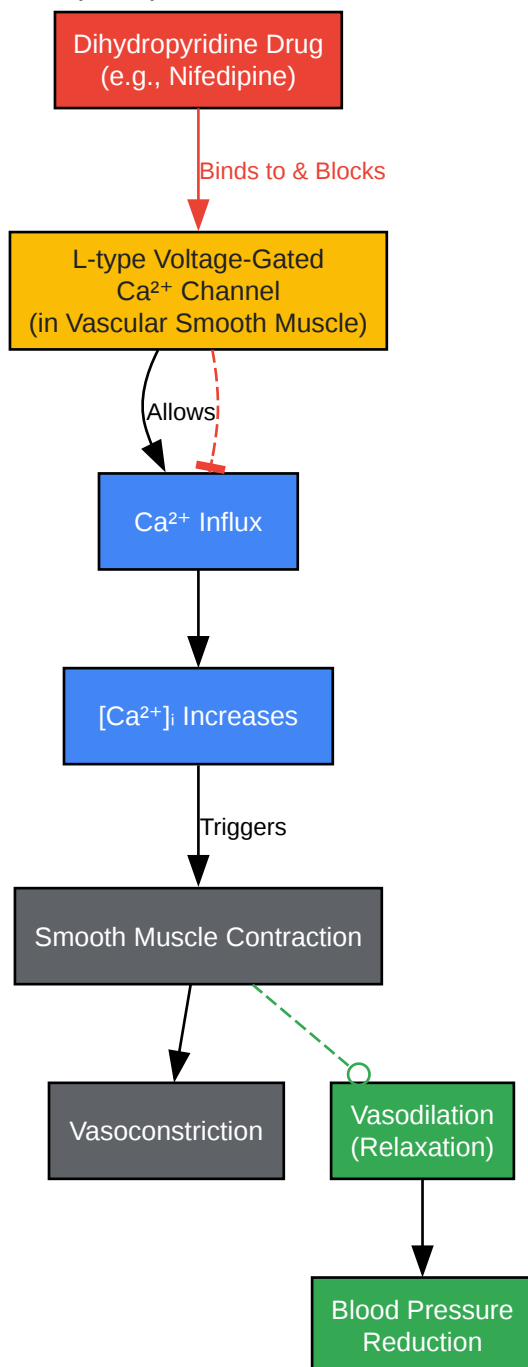 Dihydropyridine Drug
(e.g., Nifedipine)
Binds to & Blocks
L-type Voltage-Gated
Ca²⁺ Channel
(in Vascular Smooth Muscle)
Allows
Ca²⁺ Influx
[Ca²⁺]ᵢ Increases
Triggers
Smooth Muscle Contraction
Vasoconstriction
Vasodilation
(Relaxation)
Blood Pressure
Reduction